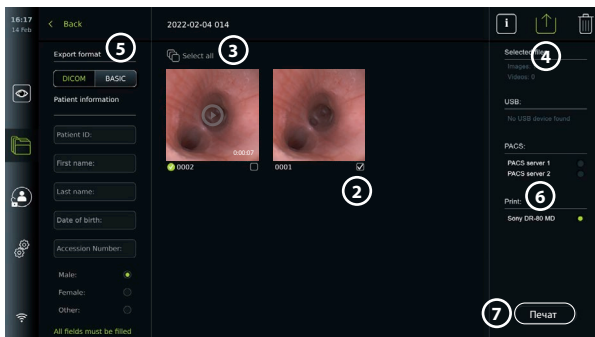 16:17
14 Feb
Back
2022-02-04 014
i
Export format
5
DICOM
BASIC
Patient information
Patient ID:
First name:
Last name:
Date of birth:
Accession Number:
Male:
Female:
Other:
All fields must be filled
Select all
3
0:00:07
0002
0001
2
4
Images:
Videos: 0
USB:
No USB device found
PACS:
PACS server 1
PACS server 2
6
Print:
Sony DR-80 MD
7
Печат